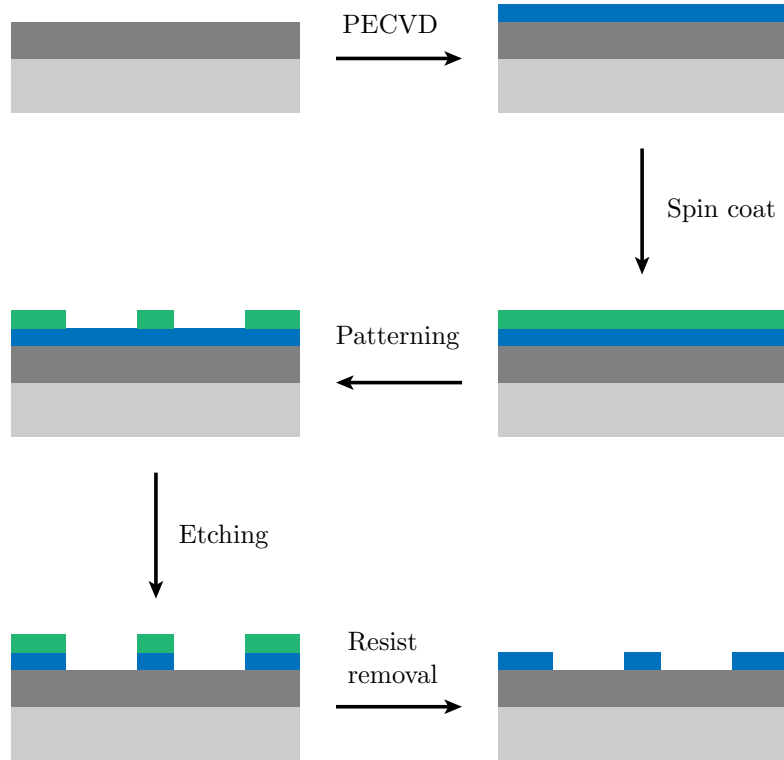 PECVD
Spin coat
Patterning
Etching
Resist
removal